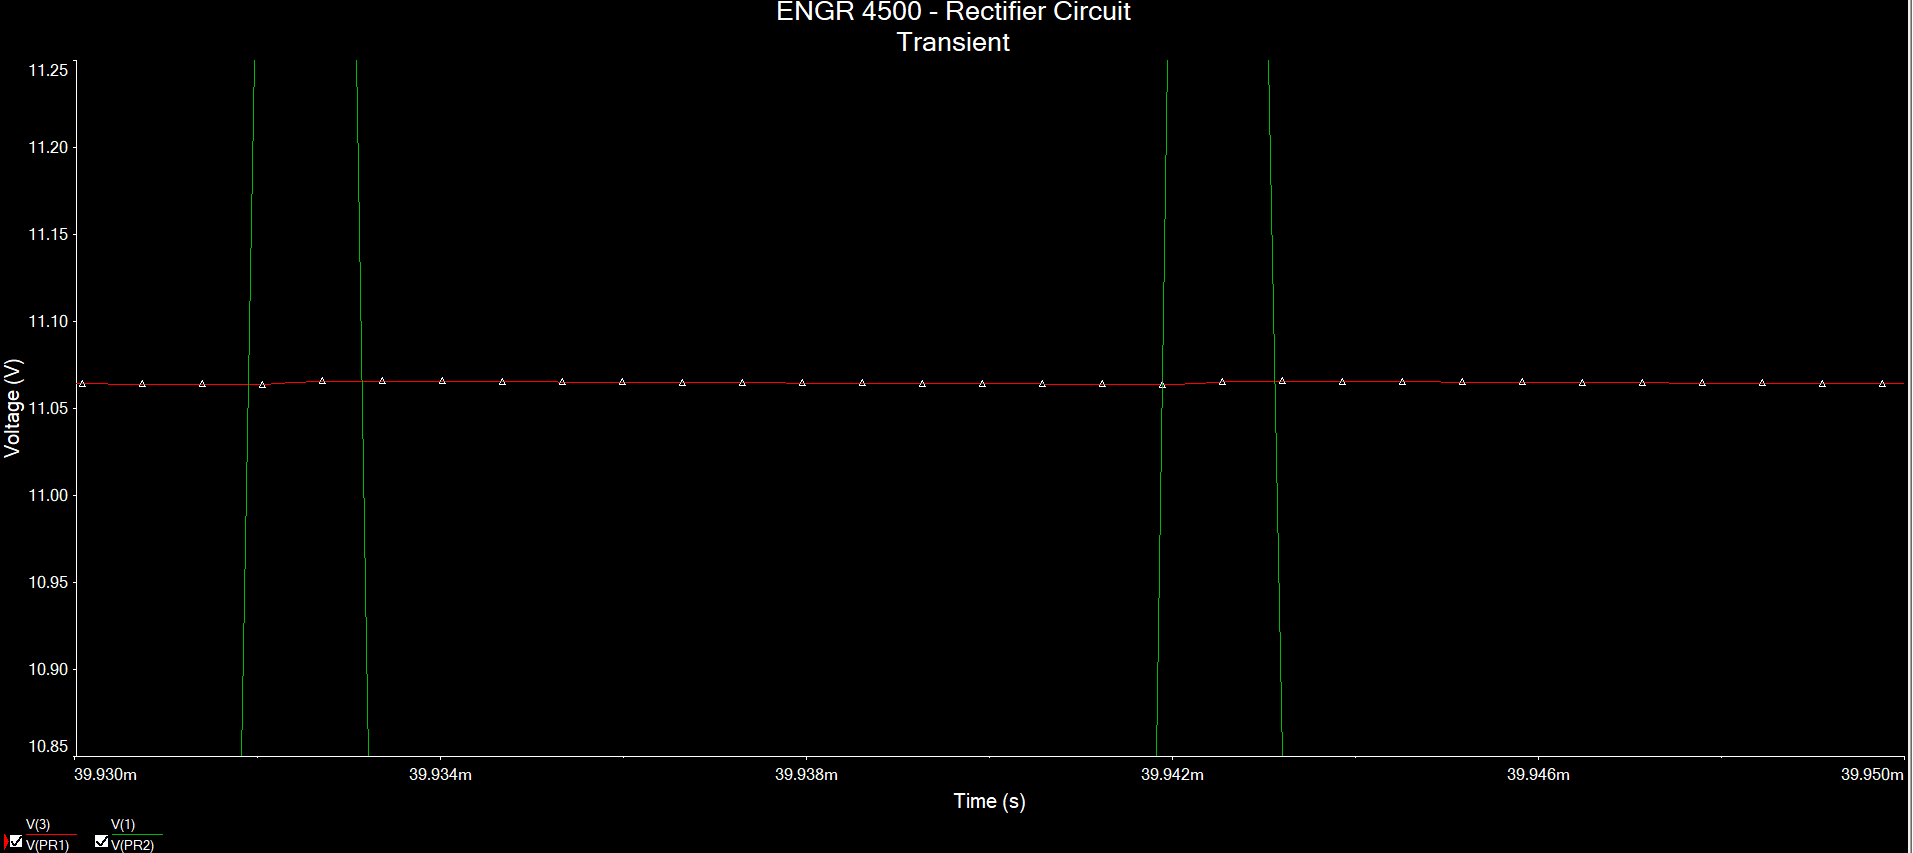 ENGR 4500 - Rectifier Circuit
Transient
11.25
11.20
11.15
11.10
11.05
11.00
10.95
10.90
10.85
Voltage (V)
39.930m 39.934m 39.938m 39.942m 39.946m 39.950m
Time (s)
V(3) V(1)
V(PR1) V(PR2)